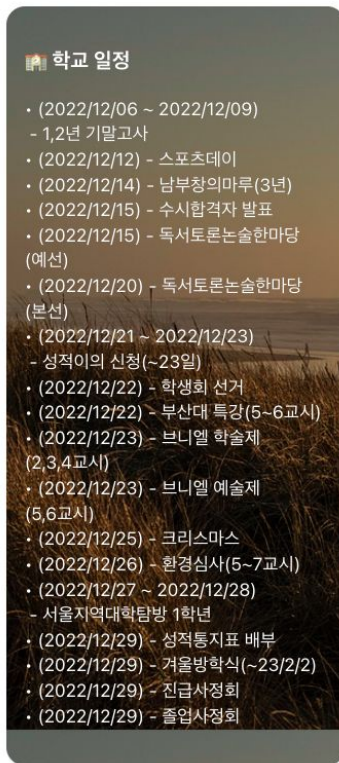 🏫 학교 일정
• (2022/12/06 ~ 2022/12/09)
- 1,2년 기말고사
• (2022/12/12) - 스포츠데이
• (2022/12/14) - 남부창의마루(3년)
• (2022/12/15) - 수시합격자 발표
• (2022/12/15) - 독서토론논술한마당
(예선)
• (2022/12/20) - 독서토론논술한마당
(본선)
• (2022/12/21 ~ 2022/12/23)
- 성적이의 신청(~23일)
• (2022/12/22) - 학생회 선거
• (2022/12/22) - 부산대 특강(5~6교시)
• (2022/12/23) - 브니엘 학술제
(2,3,4교시)
• (2022/12/23) - 브니엘 예술제
(5,6교시)
• (2022/12/25) - 크리스마스
• (2022/12/26) - 환경심사(5~7교시)
• (2022/12/27 ~ 2022/12/28)
- 서울지역대학탐방 1학년
• (2022/12/29) - 성적통지표 배부
• (2022/12/29) - 겨울방학식(~23/2/2)
• (2022/12/29) - 진급사정회
• (2022/12/29) - 졸업사정회